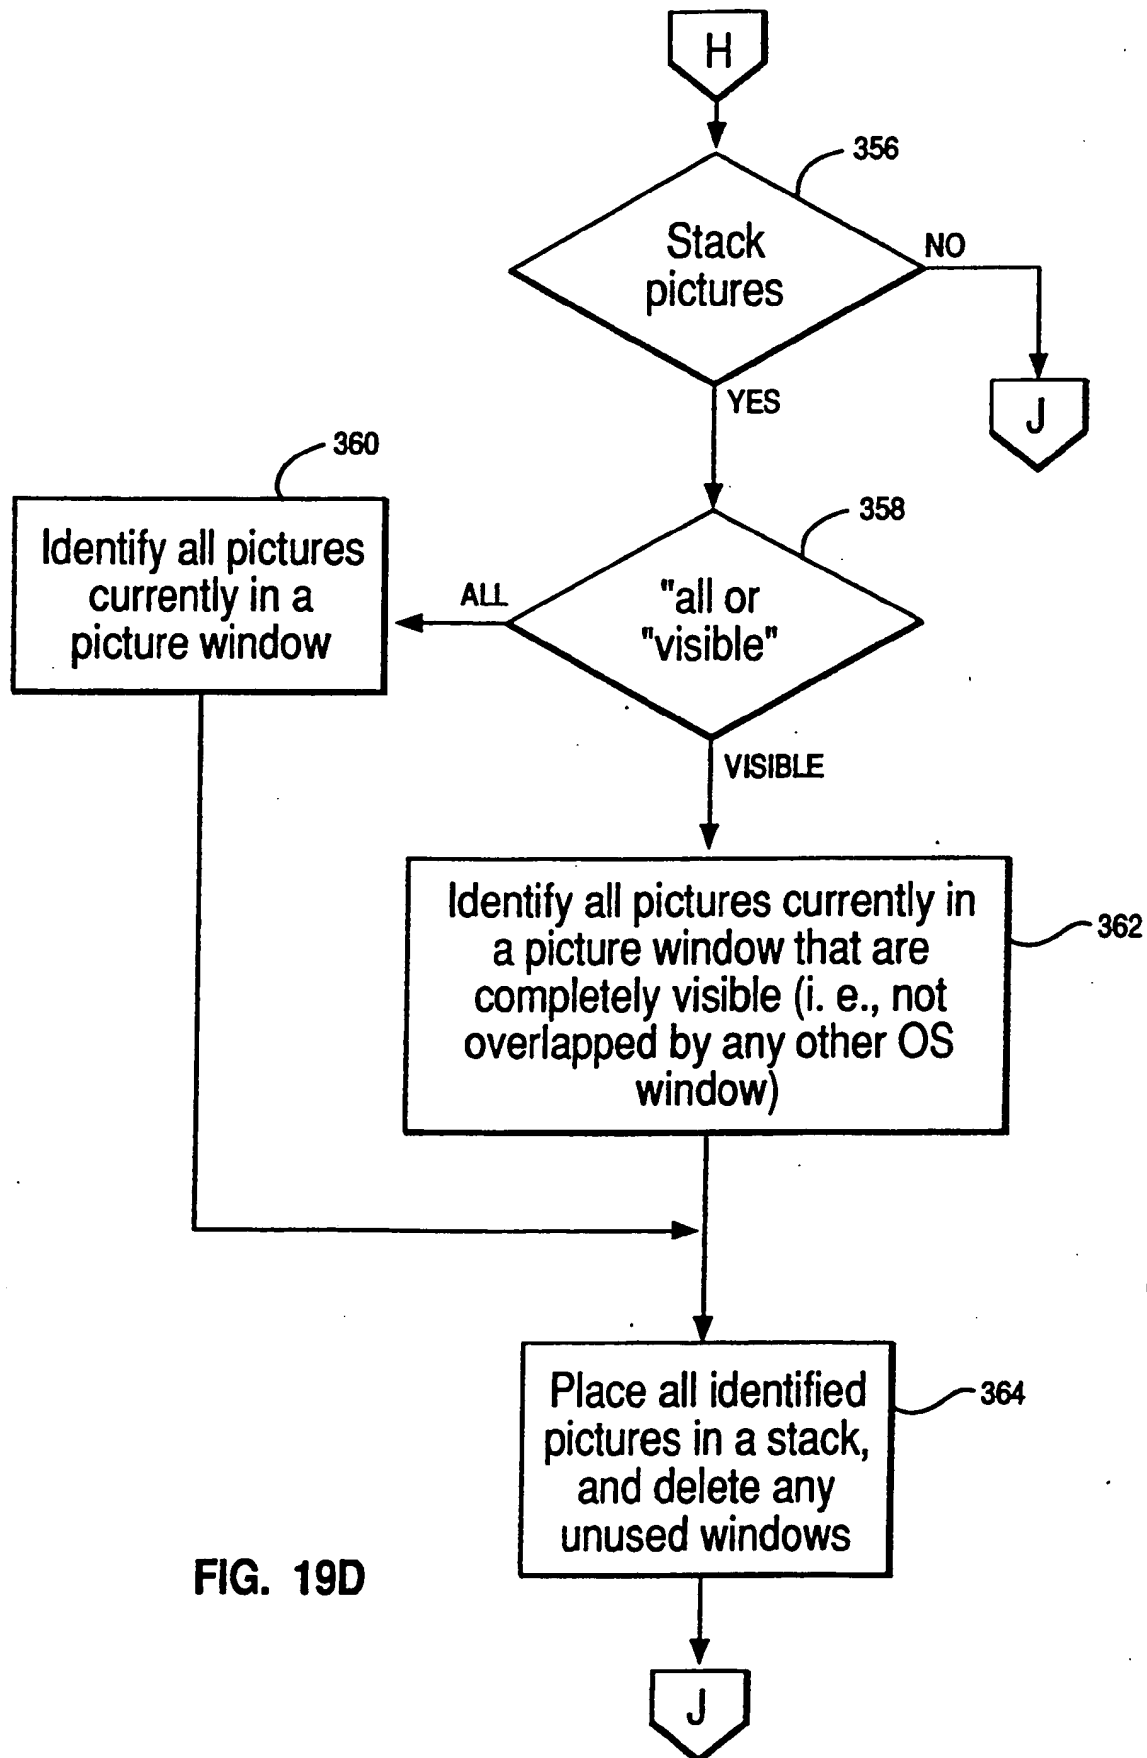 H
356
Stack
pictures
NO
J
YES
360
Identify all pictures
currently in a
picture window
358
ALL
"all or
"visible"
VISIBLE
Identify all pictures currently in
a picture window that are
completely visible (i. e., not
overlapped by any other OS
window)
362
Place all identified
pictures in a stack,
and delete any
unused windows
364
FIG. 19D
J